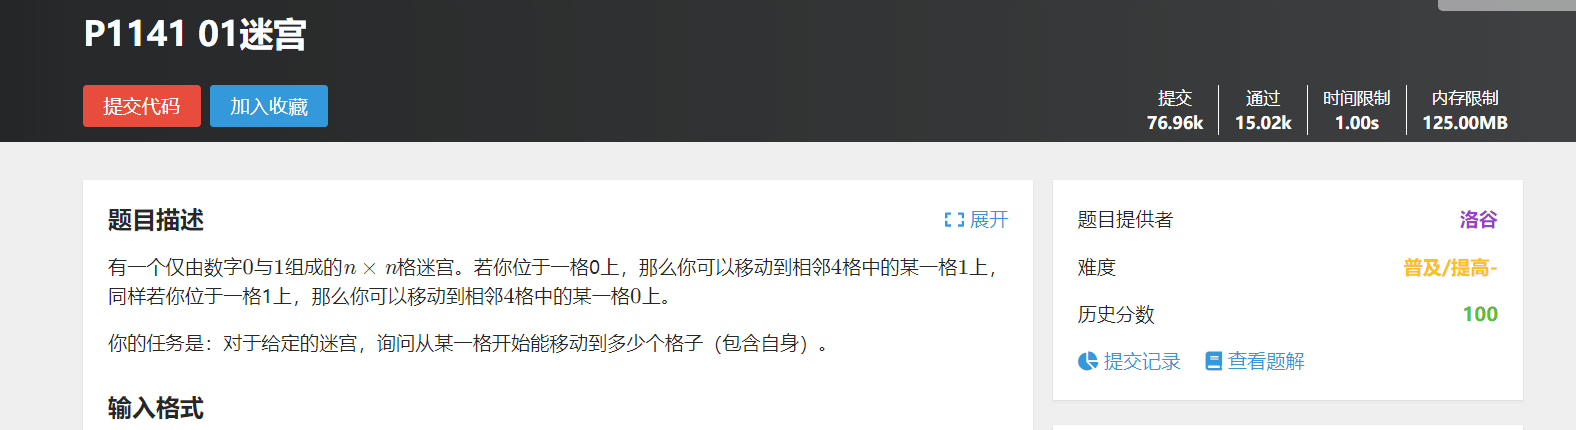 P1141 01迷宫
提交代码 加入收藏
提交 通过 时间限制 内存限制
76.96k 15.02k 1.00s 125.00MB
题目描述 展开
有一个仅由数字0与1组成的n × n格迷宫。若你位于一格0上，那么你可以移动到相邻4格中的某一格1上，
同样若你位于一格1上，那么你可以移动到相邻4格中的某一格0上。
你的任务是：对于给定的迷宫，询问从某一格开始能移动到多少个格子（包含自身）。
输入格式
题目提供者 洛谷
难度 普及/提高-
历史分数 100
提交记录 查看题解